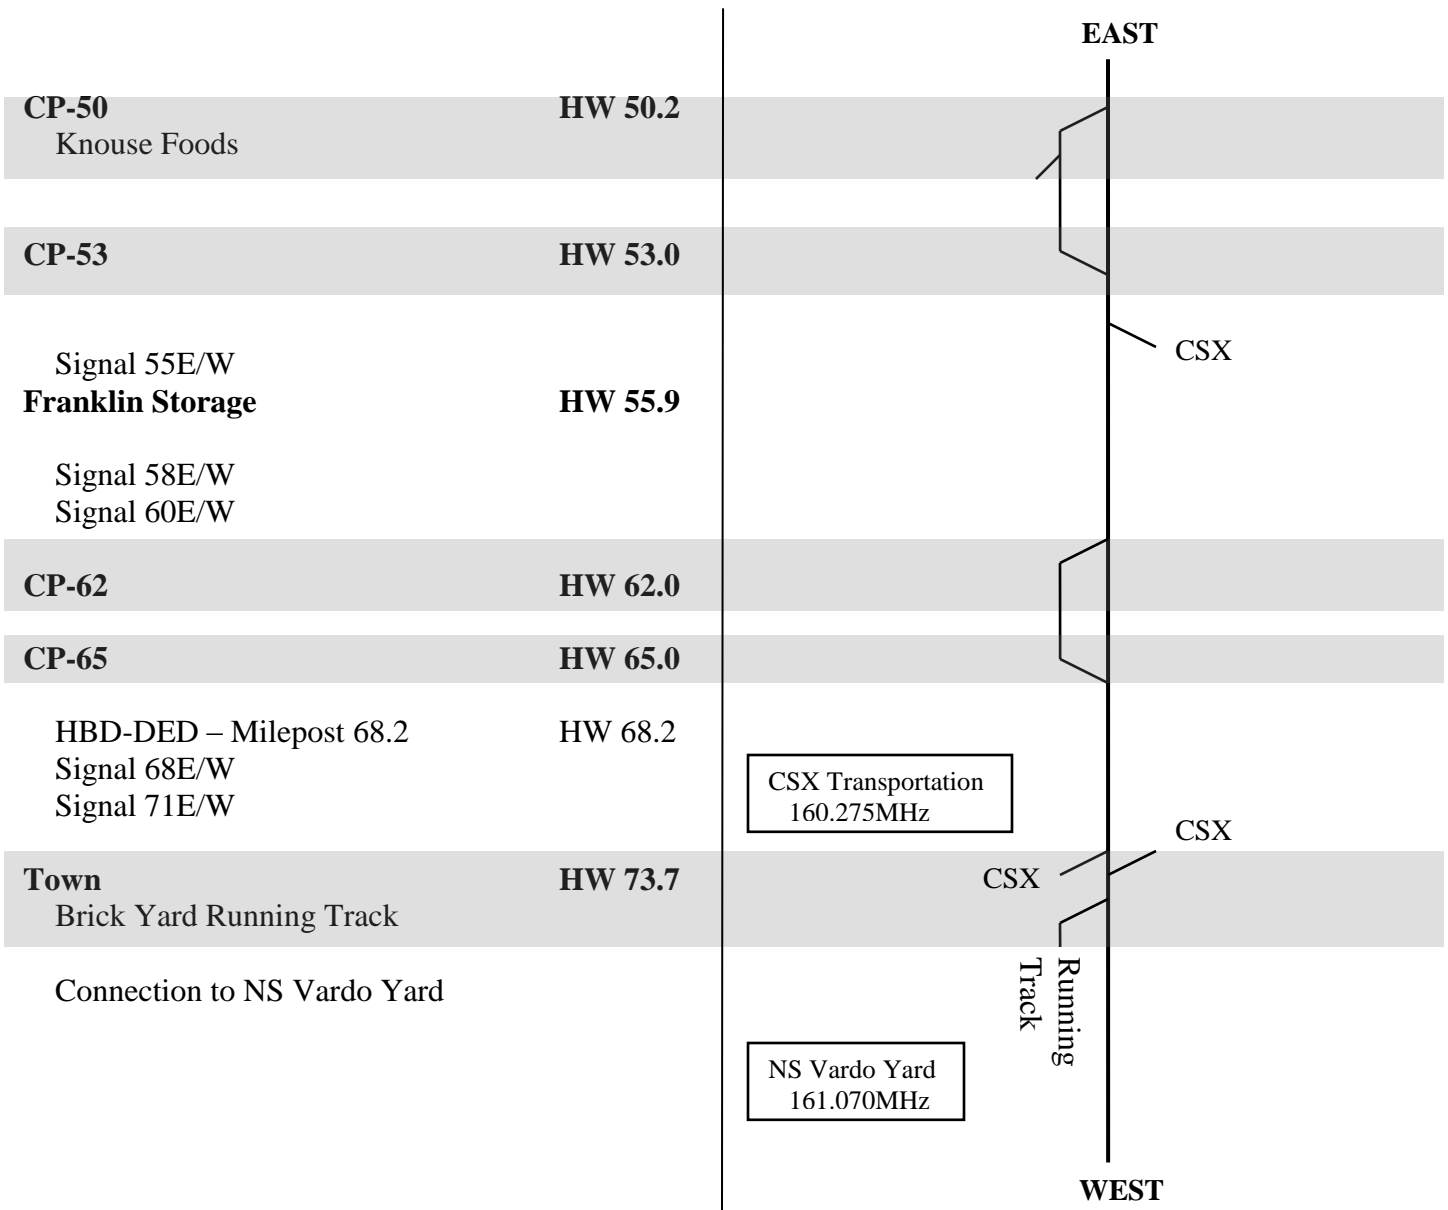 EAST
CP-50 HW 50.2
Knouse Foods
CP-53 HW 53.0
CSX
Signal 55E/W
Franklin Storage HW 55.9
Signal 58E/W
Signal 60E/W
CP-62 HW 62.0
CP-65 HW 65.0
HBD-DED – Milepost 68.2 HW 68.2
Signal 68E/W
Signal 71E/W
CSX Transportation
160.275MHz
CSX
Town HW 73.7
CSX
Brick Yard Running Track
Running
Track
Connection to NS Vardo Yard
NS Vardo Yard
161.070MHz
WEST